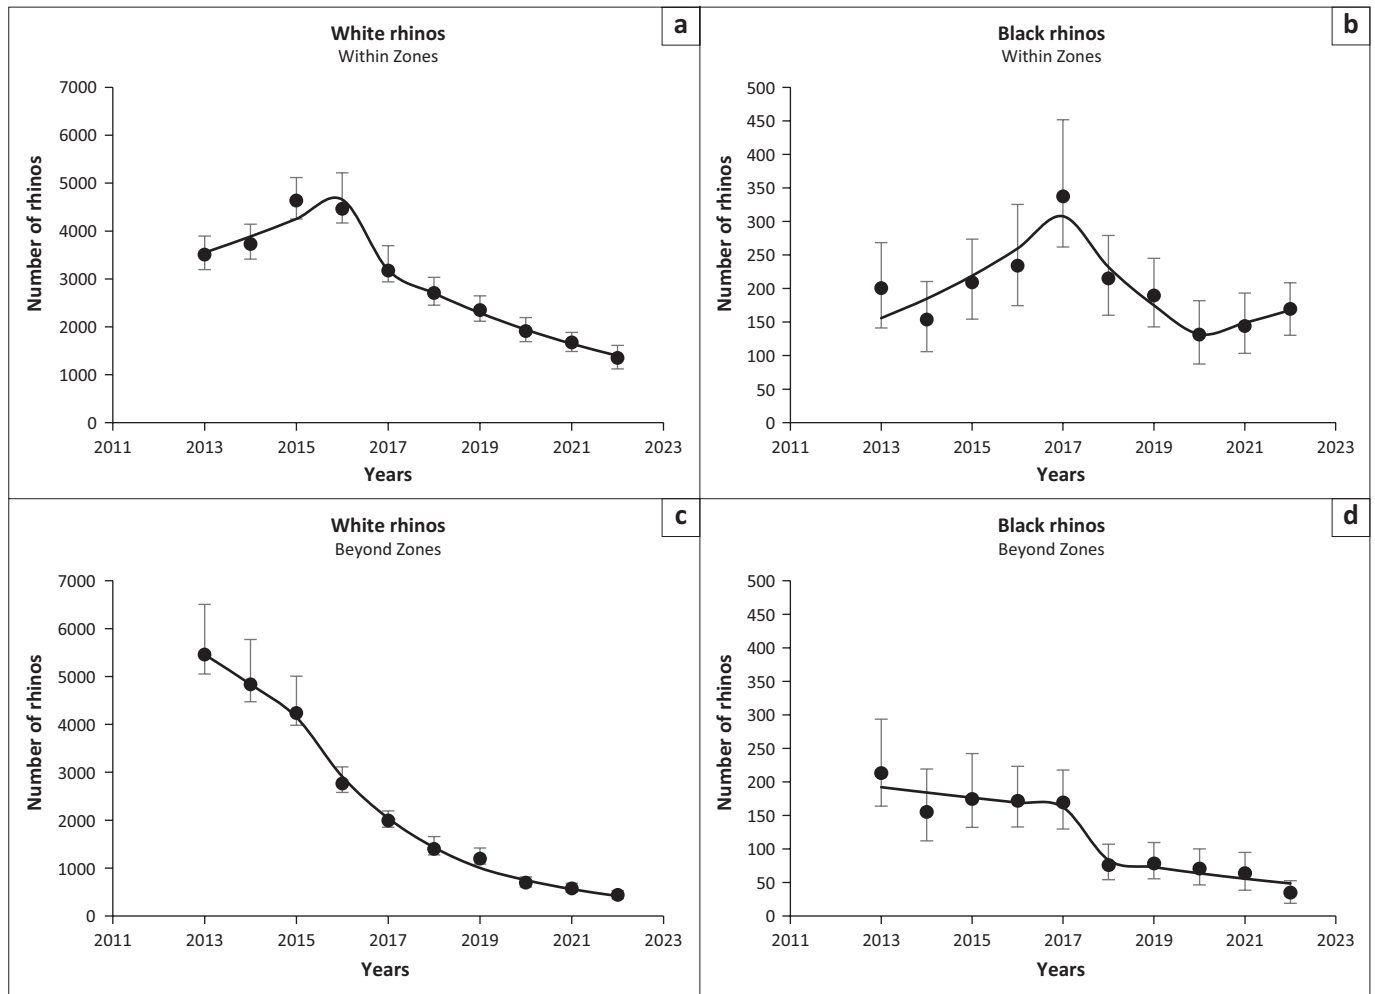 White rhinos
Within Zones
a
7000
6000
5000
4000
3000
2000
1000
0
Number of rhinos
2011 2013 2015 2017 2019 2021 2023
Years
Black rhinos
Within Zones
b
500
450
400
350
300
250
200
150
100
50
0
Number of rhinos
2011 2013 2015 2017 2019 2021 2023
Years
White rhinos
Beyond Zones
c
7000
6000
5000
4000
3000
2000
1000
0
Number of rhinos
2011 2013 2015 2017 2019 2021 2023
Years
Black rhinos
Beyond Zones
d
500
450
400
350
300
250
200
150
100
50
0
Number of rhinos
2011 2013 2015 2017 2019 2021 2023
Years